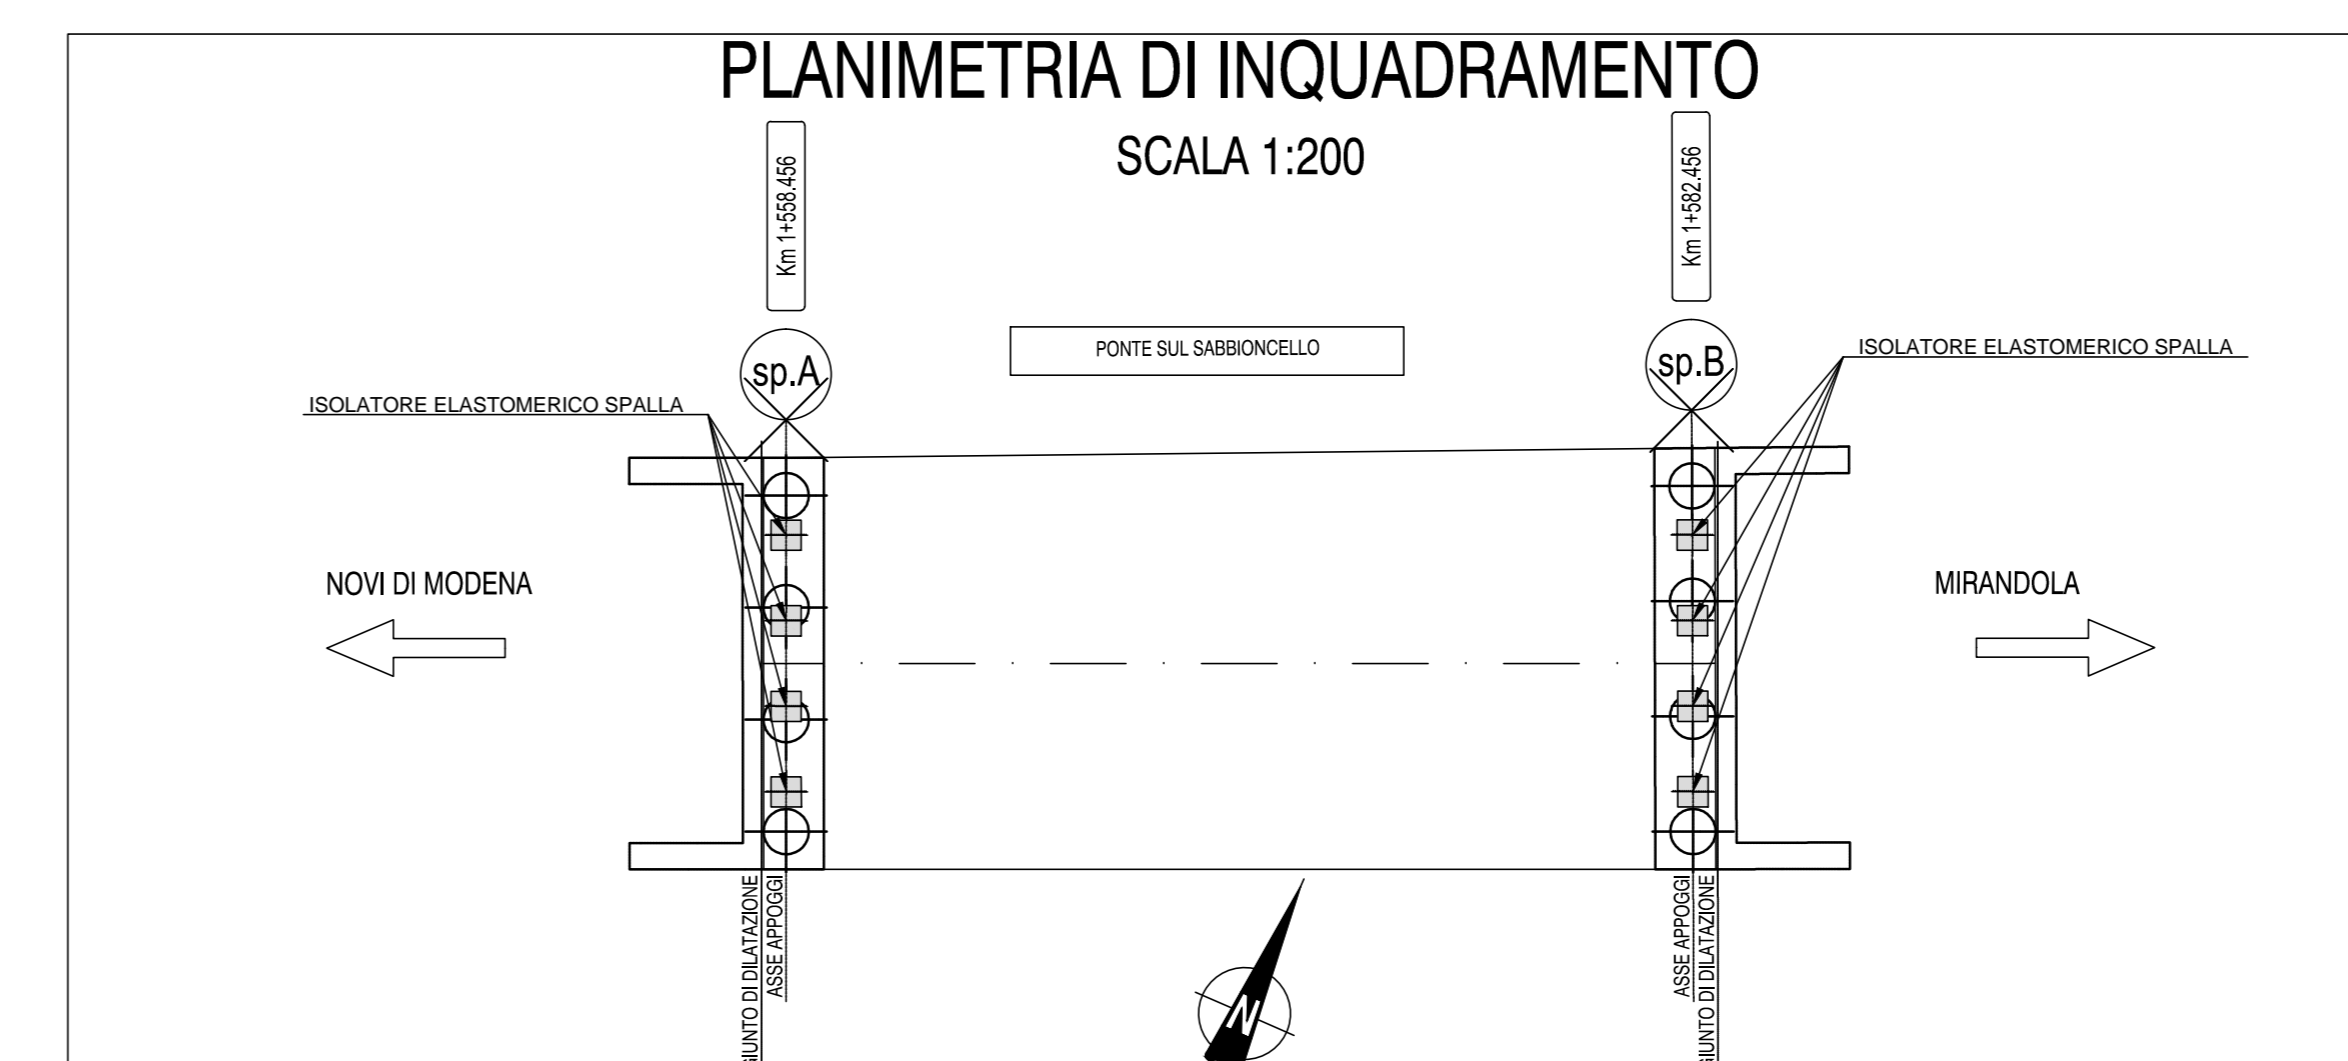 PLANIMETRIA DI INQUADRAMENTO
SCALA 1:200
Km 1+558.456
Km 1+582.456
PONTE SUL SABBIONCELLO
sp.A
sp.B
ISOLATORE ELASTOMERICO SPALLA
ISOLATORE ELASTOMERICO SPALLA
NOVI DI MODENA
MIRANDOLA
GIUNTO DI DILATAZIONE
ASSE APPOGGI
ASSE APPOGGI
GIUNTO DI DILATAZIONE
N